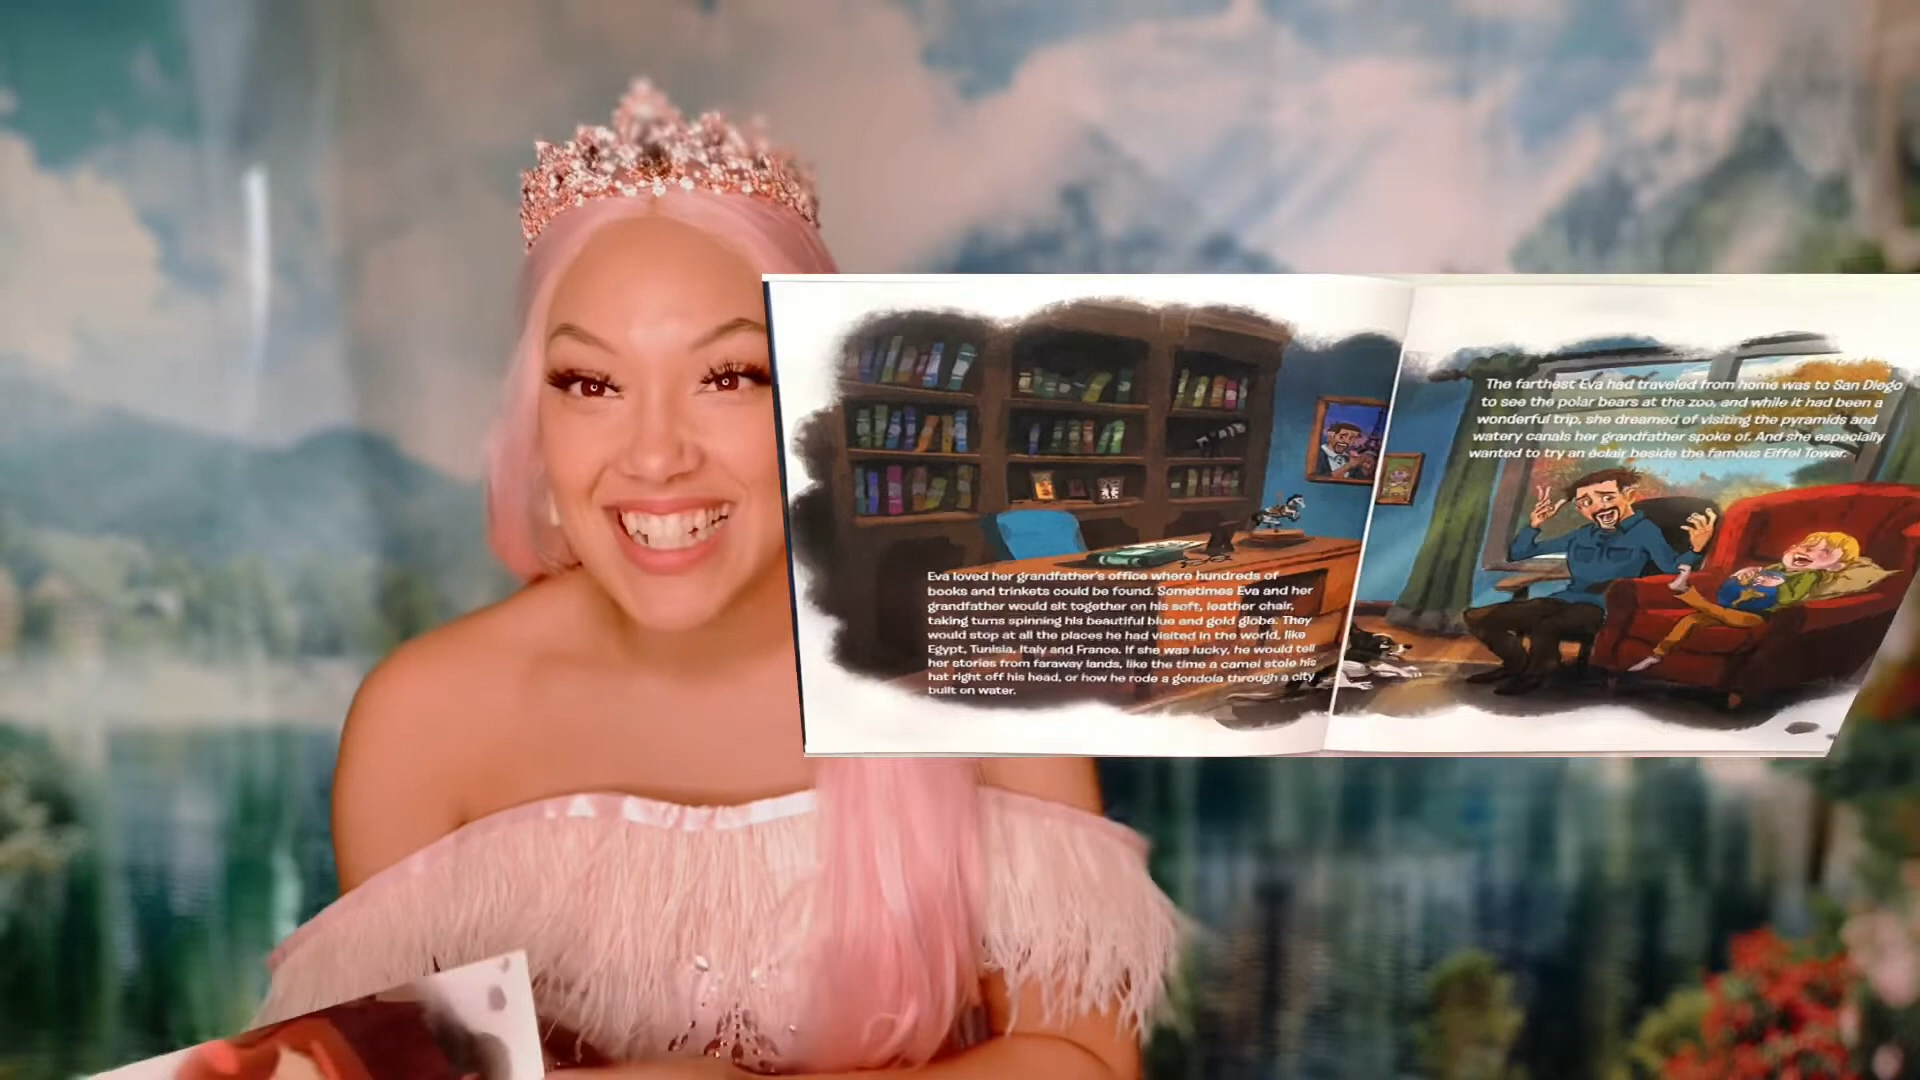 Eva loved her grandfather's office where hundreds of
books and trinkets could be found. Sometimes Eva and her
grandfather would sit together on his soft, leather chair,
taking turns spinning his beautiful blue and gold globe. They
would stop at all the places he had visited in the world, like
Egypt, Tunisia, Italy and France. If she was lucky, he would tell
her stories from faraway lands, like the time a camel stole his
hat right off his head, or how he rode a gondola through a city
built on water.
The farthest Eva had traveled from home was to San Diego
to see the polar bears at the zoo, and while it had been a
wonderful trip, she dreamed of visiting the pyramids and
watery canals her grandfather spoke of. And she especially
wanted to try an éclair beside the famous Eiffel Tower.